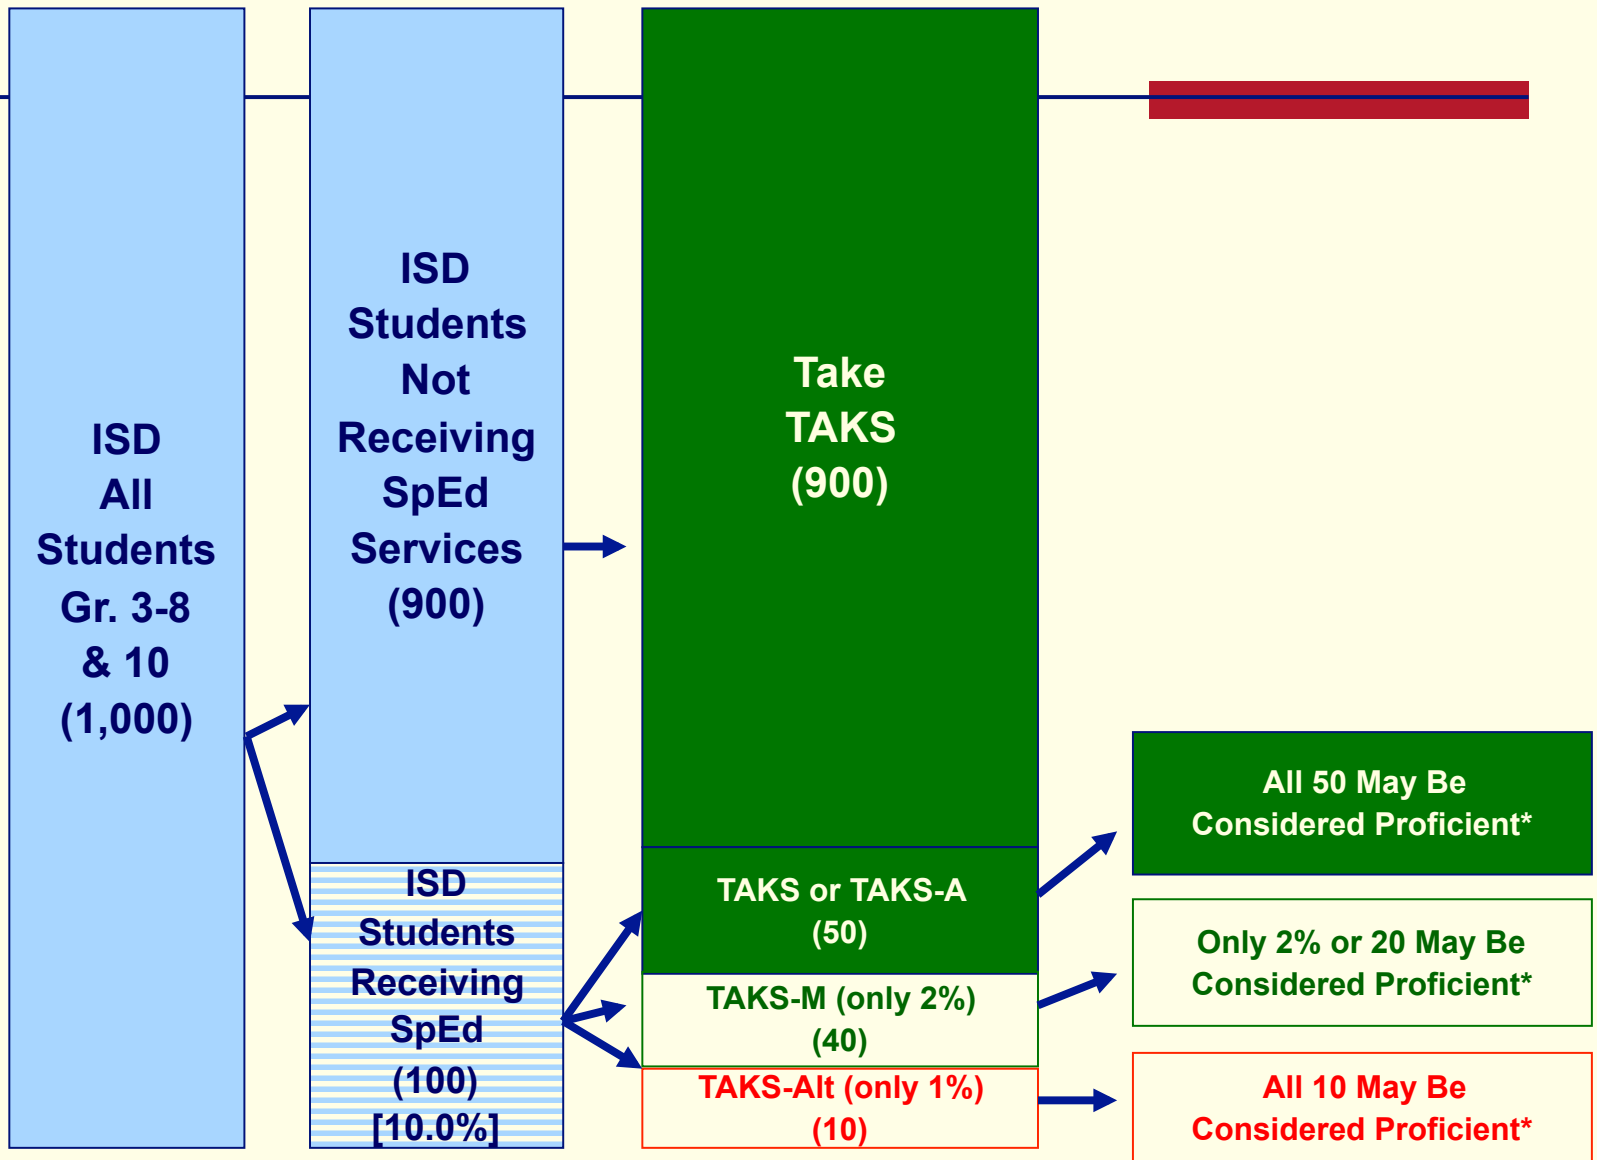 ISD
All
Students
Gr. 3-8
& 10
(1,000)
ISD
Students
Not
Receiving
SpEd
Services
(900)
ISD
Students
Receiving
SpEd
(100)
[10.0%]
Take
TAKS
(900)
TAKS or TAKS-A
(50)
TAKS-M (only 2%)
(40)
TAKS-Alt (only 1%)
(10)
All 50 May Be
Considered Proficient*
Only 2% or 20 May Be
Considered Proficient*
All 10 May Be
Considered Proficient*